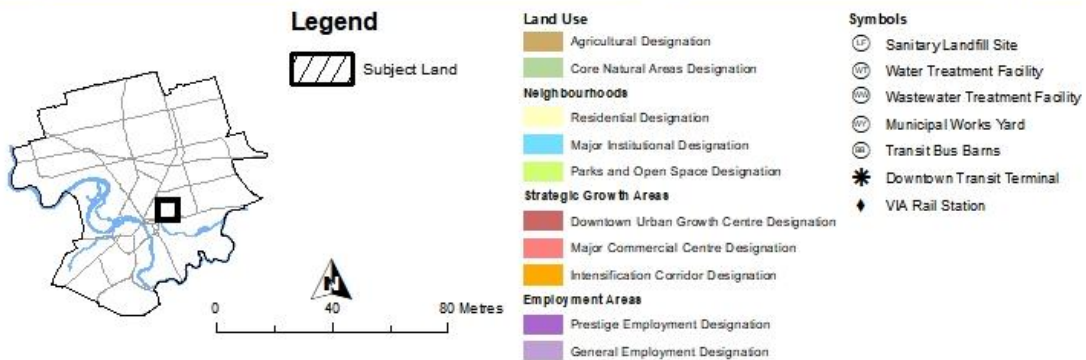 Legend
Subject Land
N
0 40 80 Metres
Land Use
Agricultural Designation
Core Natural Areas Designation
Neighbourhoods
Residential Designation
Major Institutional Designation
Parks and Open Space Designation
Strategic Growth Areas
Downtown Urban Growth Centre Designation
Major Commercial Centre Designation
Intensification Corridor Designation
Employment Areas
Prestige Employment Designation
General Employment Designation
Symbols
LF Sanitary Landfill Site
WT Water Treatment Facility
WW Wastewater Treatment Facility
WY Municipal Works Yard
BB Transit Bus Barns
Downtown Transit Terminal
VIA Rail Station